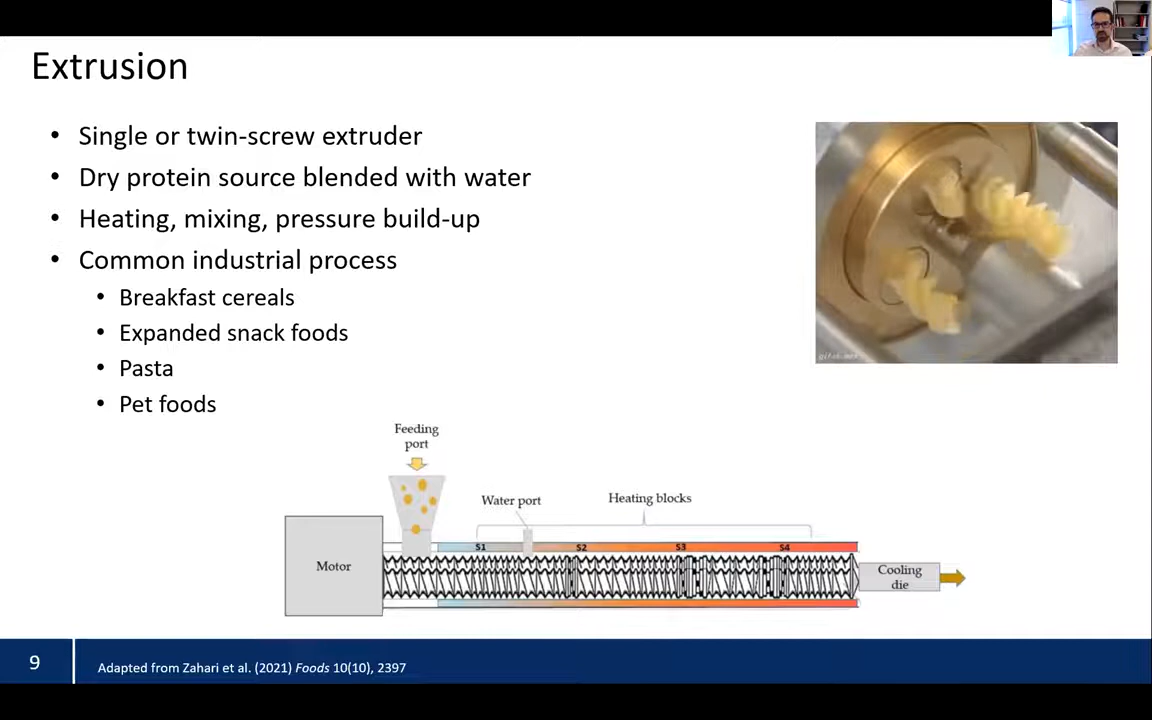 Extrusion
• Single or twin-screw extruder
• Dry protein source blended with water
• Heating, mixing, pressure build-up
• Common industrial process
• Breakfast cereals
• Expanded snack foods
• Pasta
• Pet foods
Feeding
port
Water port
Heating blocks
S1
S2
S3
S4
Motor
Cooling
die
9
Adapted from Zahari et al. (2021) Foods 10(10), 2397